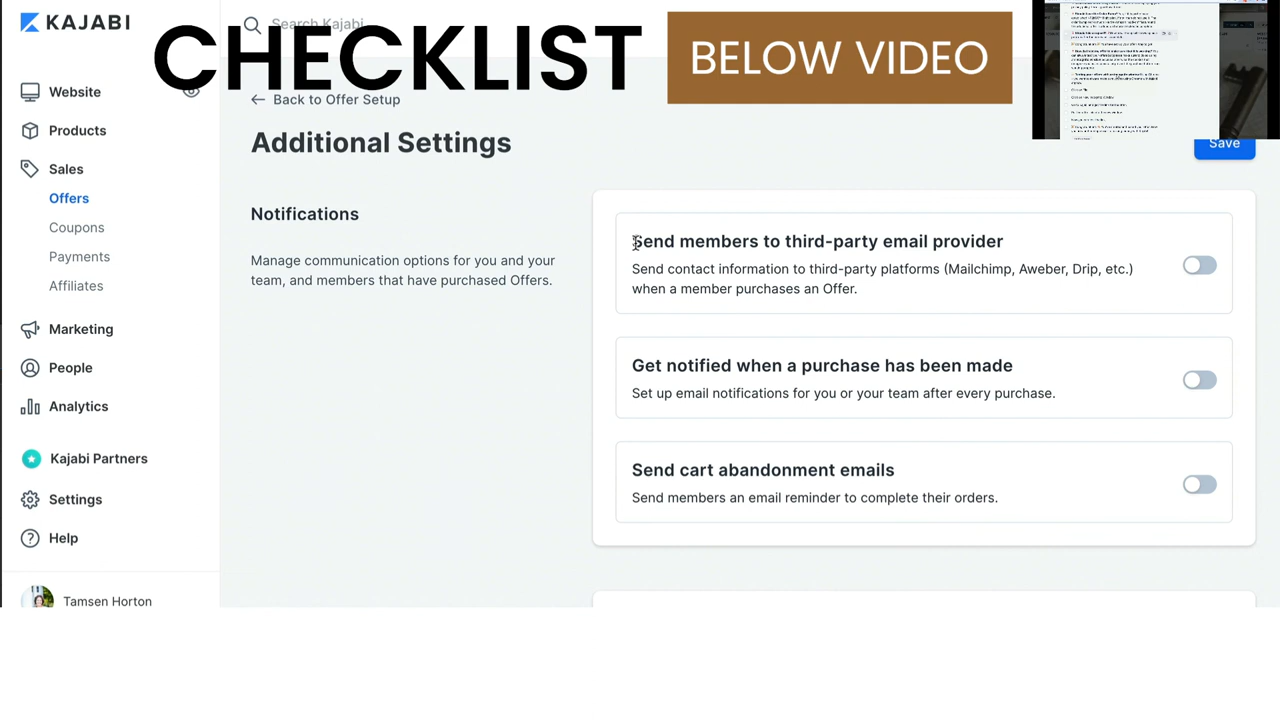 KAJABI
Search Kajabi
CHECKLIST
BELOW VIDEO
Website
Products
Sales
Offers
Coupons
Payments
Affiliates
Marketing
People
Analytics
Kajabi Partners
Settings
Help
Tamsen Horton
Back to Offer Setup
Additional Settings
Save
Notifications
Manage communication options for you and your
team, and members that have purchased Offers.
Send members to third-party email provider
Send contact information to third-party platforms (Mailchimp, Aweber, Drip, etc.)
when a member purchases an Offer.
Get notified when a purchase has been made
Set up email notifications for you or your team after every purchase.
Send cart abandonment emails
Send members an email reminder to complete their orders.